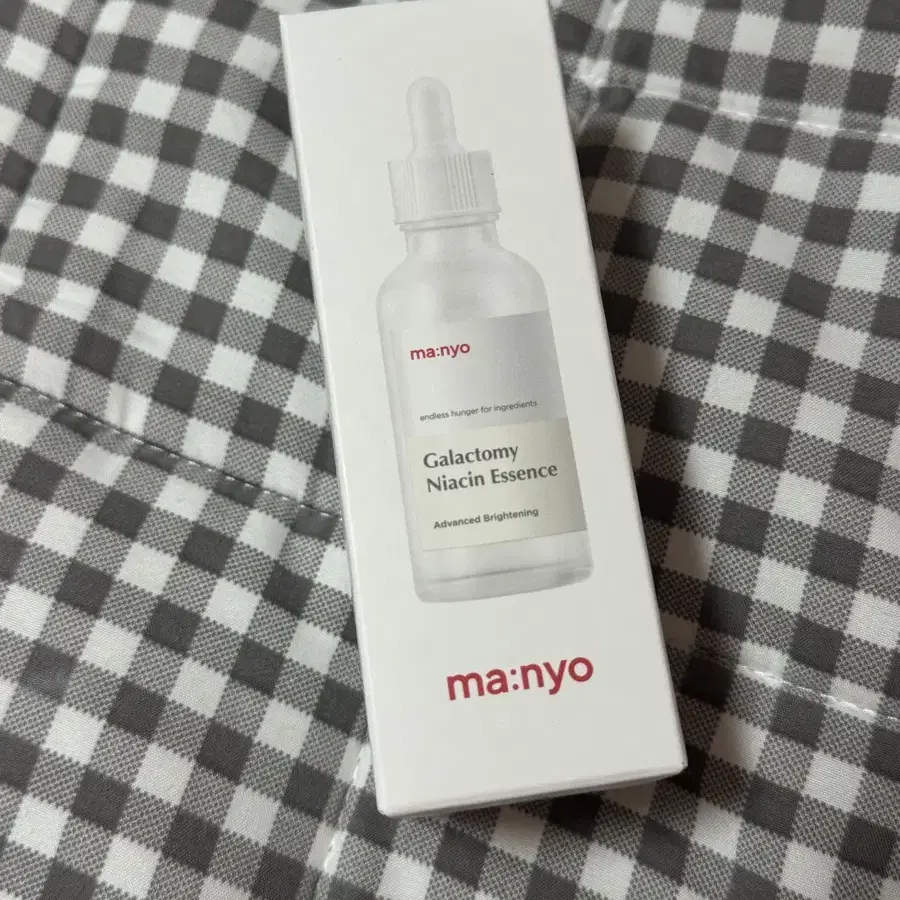 ma:nyo
endless hunger for ingredients
Galactomy
Niacin Essence
Advanced Brightening
ma:nyo